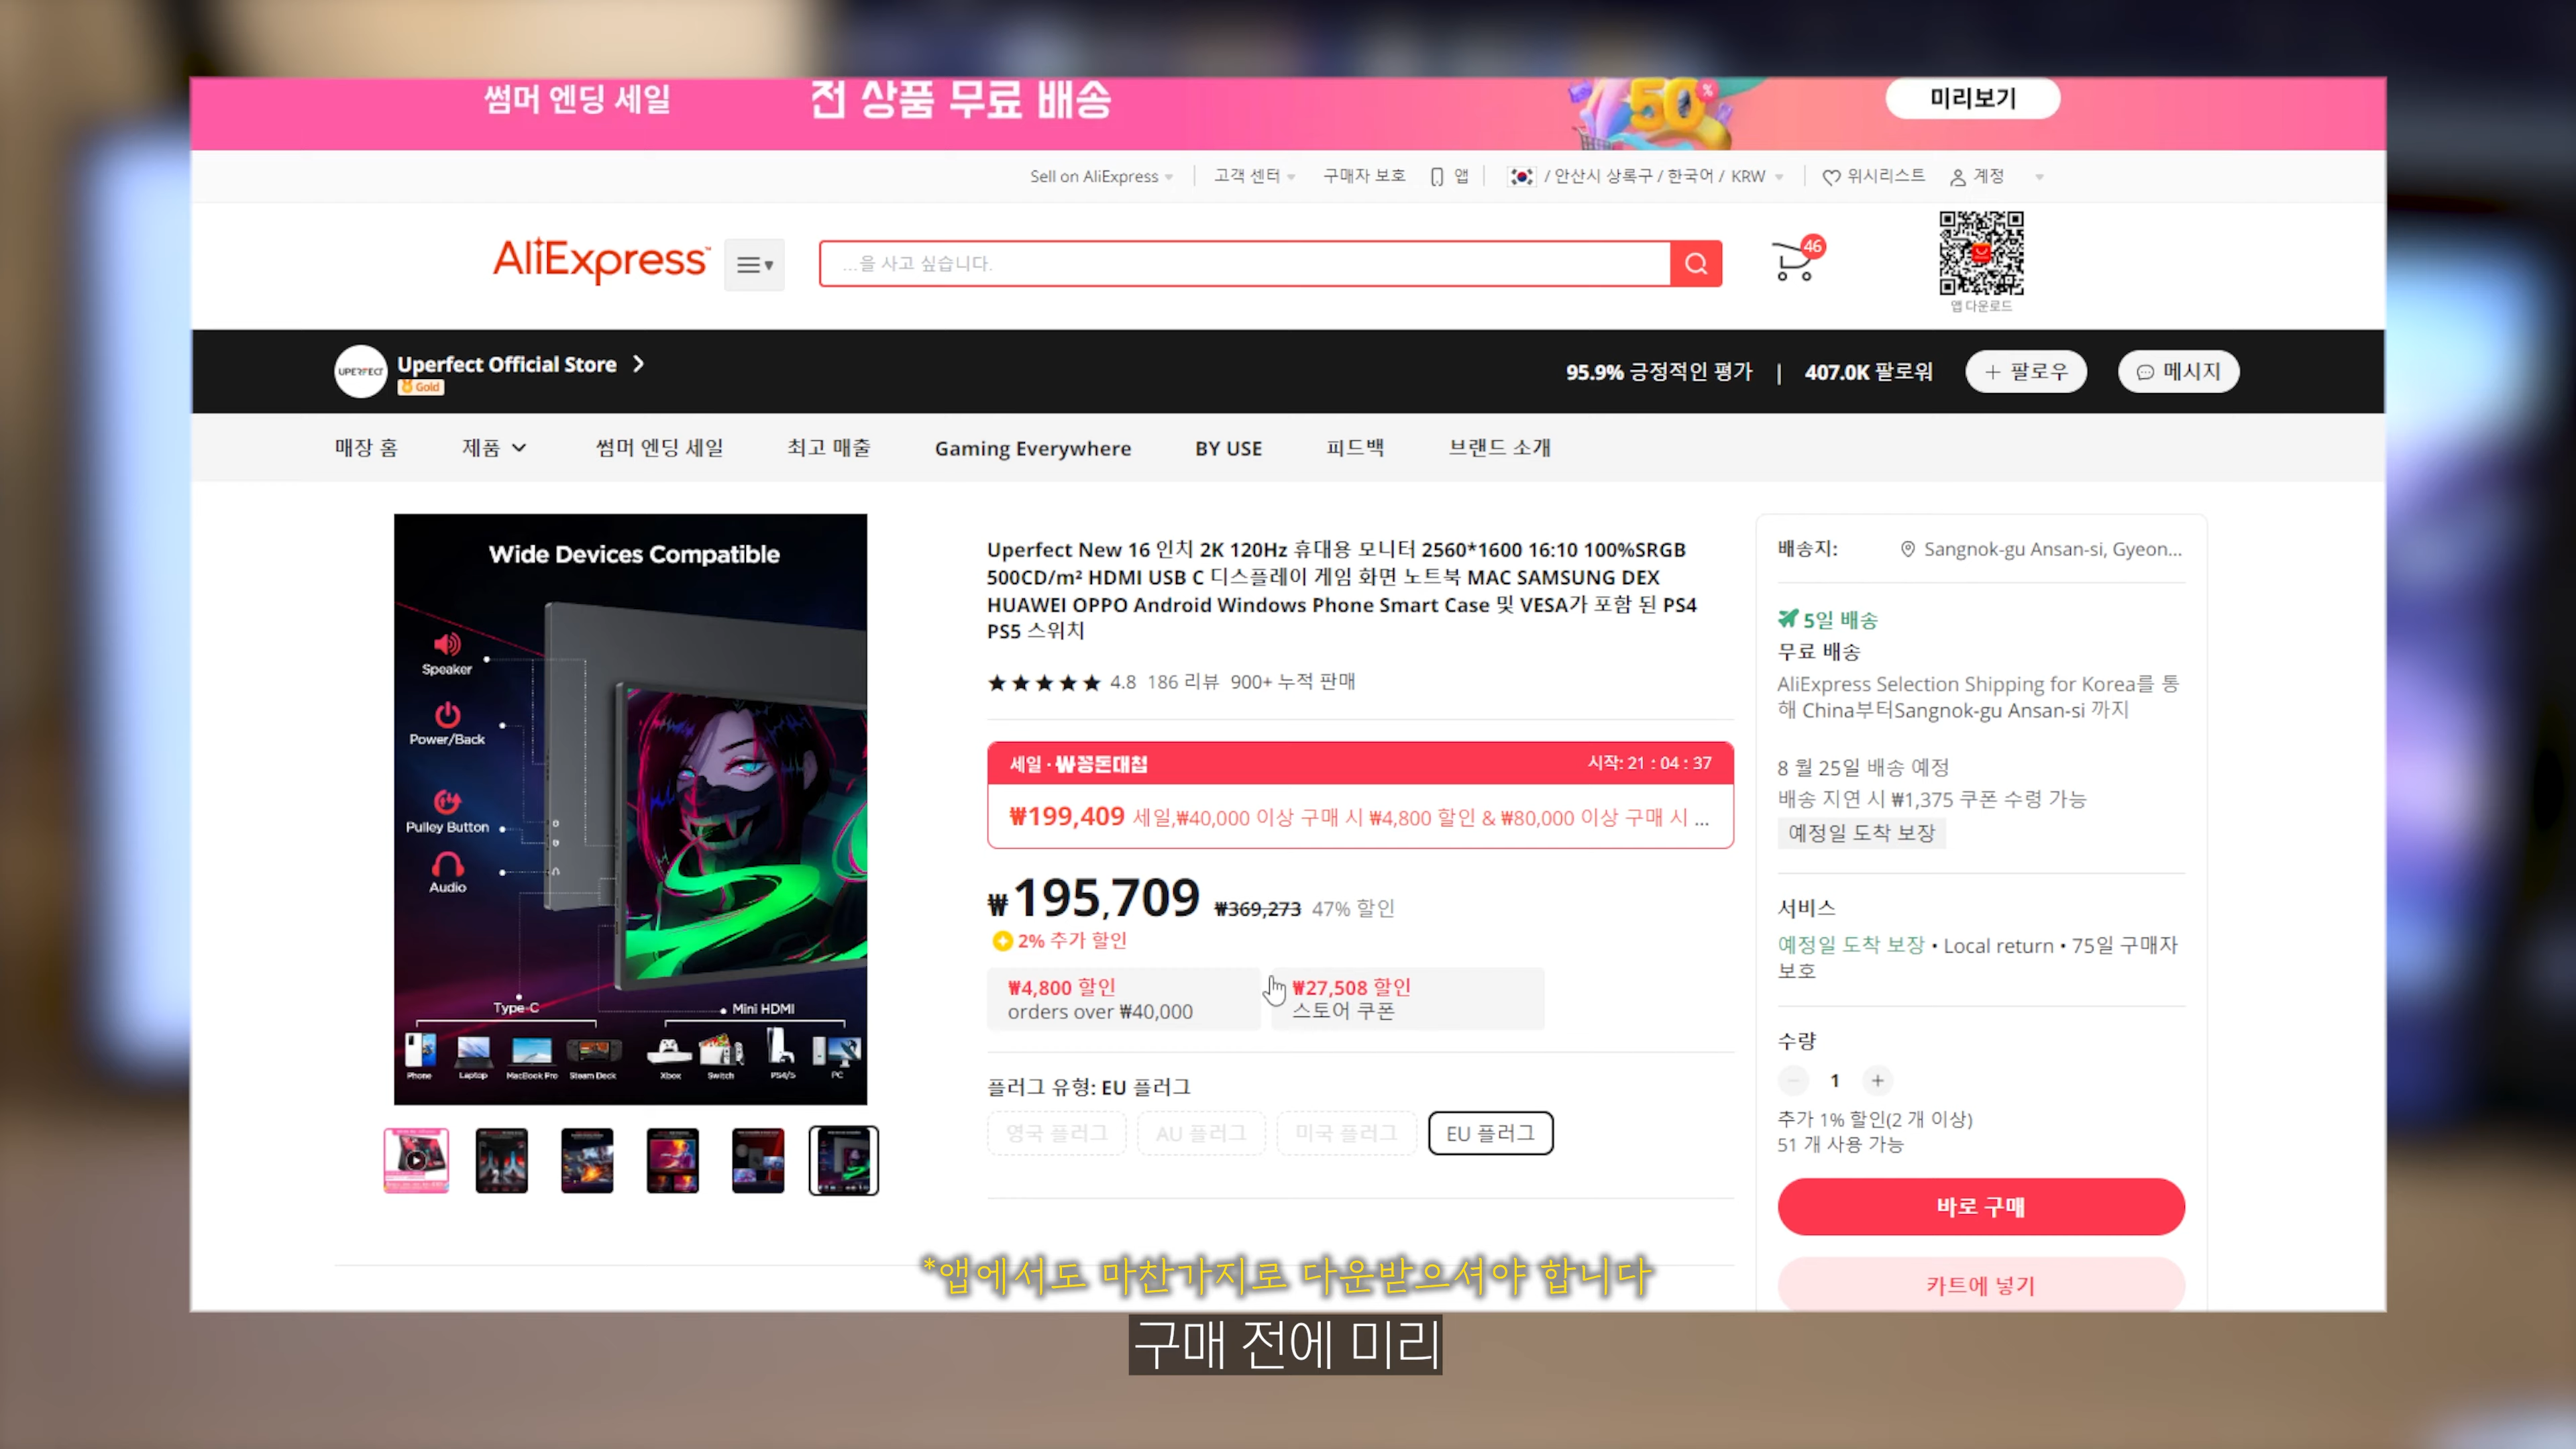 썸머 엔딩 세일
전 상품 무료 배송
50%
미리보기
Sell on AliExpress
고객 센터
구매자 보호
앱
/ 안산시 상록구 / 한국어 / KRW
위시리스트
계정
AliExpress
...을 사고 싶습니다.
46
앱 다운로드
UPERFECT
Uperfect Official Store
Gold
95.9% 긍정적인 평가 | 407.0K 팔로워
+ 팔로우
메시지
매장 홈
제품
썸머 엔딩 세일
최고 매출
Gaming Everywhere
BY USE
피드백
브랜드 소개
Wide Devices Compatible
Speaker
Power/Back
Pulley Button
Audio
Type-C
Mini HDMI
Phone
Laptop
MacBook Pro
Steam Deck
Xbox
Switch
PS4/5
PC
Uperfect New 16 인치 2K 120Hz 휴대용 모니터 2560*1600 16:10 100%SRGB
500CD/m² HDMI USB C 디스플레이 게임 화면 노트북 MAC SAMSUNG DEX
HUAWEI OPPO Android Windows Phone Smart Case 및 VESA가 포함 된 PS4
PS5 스위치
4.8 186 리뷰 900+ 누적 판매
세일 · ₩꽁돈대첩
시작: 21 : 04 : 37
₩199,409 세일,₩40,000 이상 구매 시 ₩4,800 할인 & ₩80,000 이상 구매 시 ...
₩195,709 ₩369,273 47% 할인
2% 추가 할인
₩4,800 할인
orders over ₩40,000
₩27,508 할인
스토어 쿠폰
플러그 유형: EU 플러그
영국 플러그
AU 플러그
미국 플러그
EU 플러그
배송지:
Sangnok-gu Ansan-si, Gyeon...
5일 배송
무료 배송
AliExpress Selection Shipping for Korea를 통
해 China부터Sangnok-gu Ansan-si 까지
8 월 25일 배송 예정
배송 지연 시 ₩1,375 쿠폰 수령 가능
예정일 도착 보장
서비스
예정일 도착 보장 • Local return • 75일 구매자
보호
수량
1
추가 1% 할인(2 개 이상)
51 개 사용 가능
바로 구매
카트에 넣기
*앱에서도 마찬가지로 다운받으셔야 합니다
구매 전에 미리